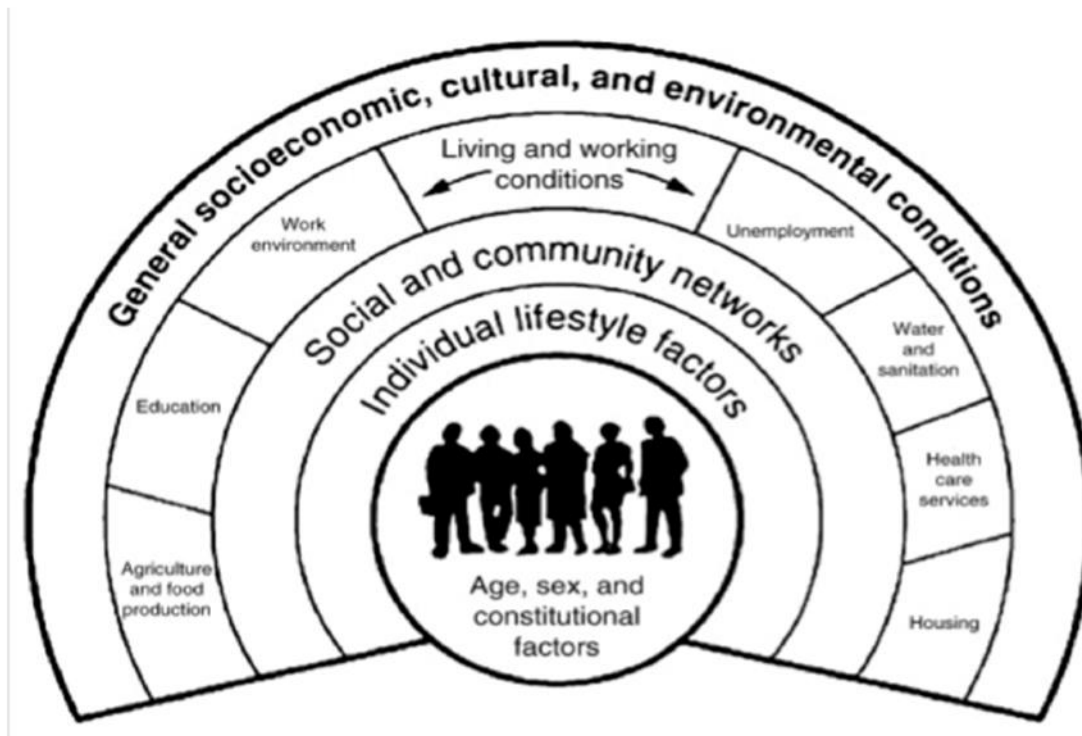 General socioeconomic, cultural, and environmental conditions
Living and working
conditions
Work
environment
Unemployment
Social and community networks
Water
and
sanitation
Individual lifestyle factors
Education
Health
care
services
Agriculture
and food
production
Age, sex, and
constitutional
factors
Housing